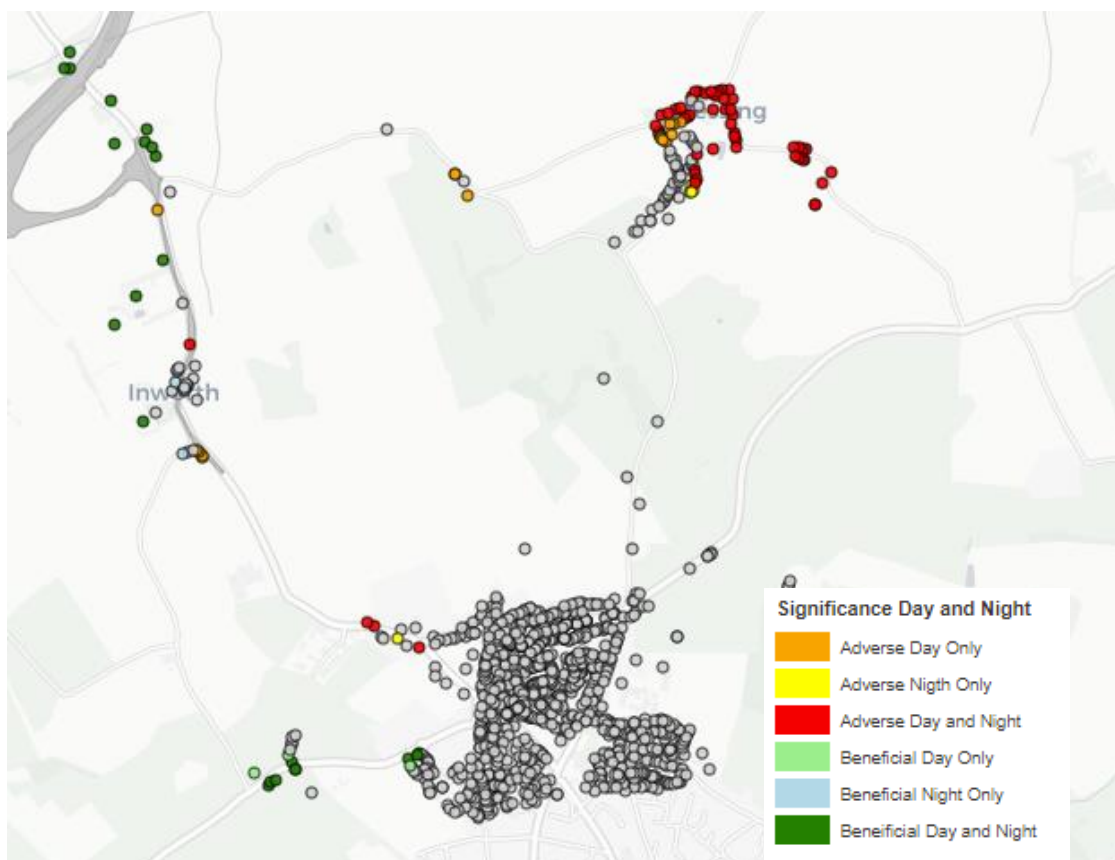 essing
Inworth
Significance Day and Night
Adverse Day Only
Adverse Nigth Only
Adverse Day and Night
Beneficial Day Only
Beneficial Night Only
Beneificial Day and Night